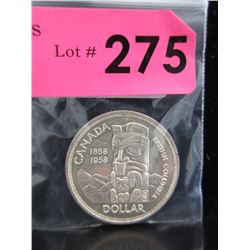 S
Lot # 275
CANADA
1858
1958
BRITISH COLUMBIA
DOLLAR